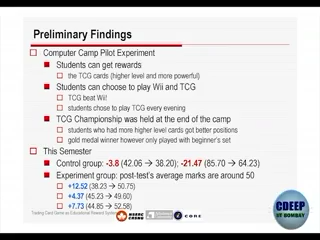 Preliminary Findings
Computer Camp Pilot Experiment
Students can get rewards
the TCG cards (higher level and more powerful)
Students can choose to play Wii and TCG
TCG beat Wii!
students chose to play TCG every evening
TCG Championship was held at the end of the camp
students who had more higher level cards got better positions
gold medal winner however only played with beginner's set
This Semester
Control group: -3.8 (42.06 → 38.20); -21.47 (85.70 → 64.23)
Experiment group: post-test's average marks are around 50
+12.52 (38.23 → 50.75)
+4.37 (45.23 → 49.60)
+7.73 (44.85 → 52.58)
Trading Card Game as Educational Reward System
NSERC
CRSNG
CORE
CDEEP
IIT BOMBAY